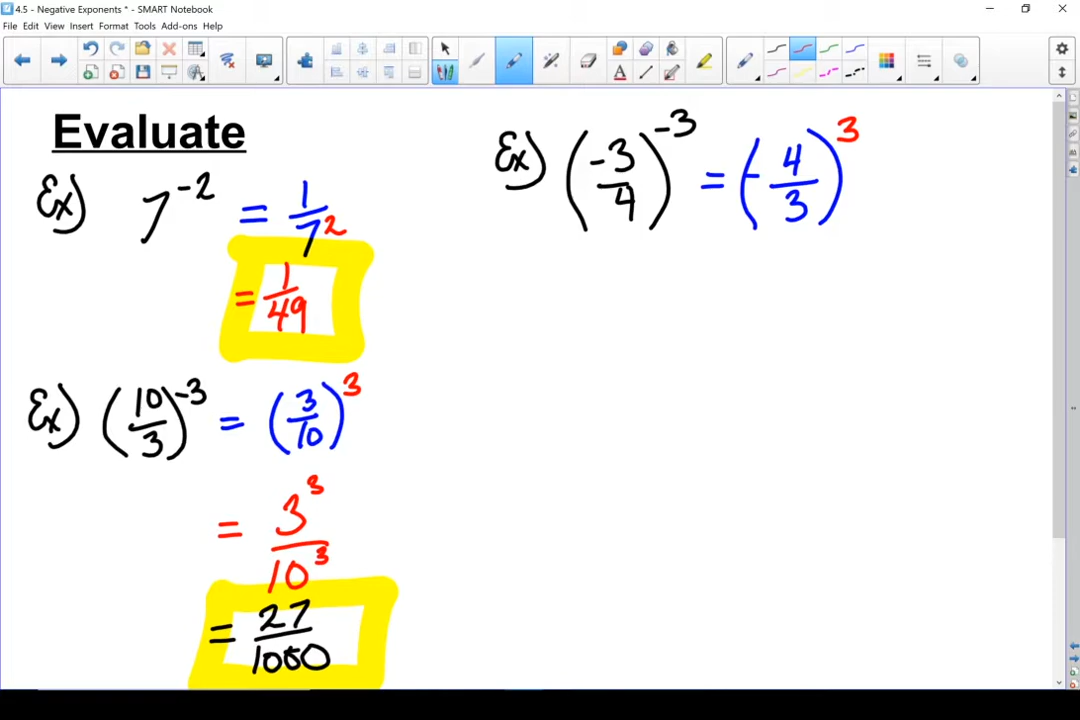 4.5 - Negative Exponents * - SMART Notebook
File Edit View Insert Format Tools Add-ons Help
Evaluate
Ex) 7^-2 = 1/7^2
= 1/49
Ex) (10/3)^-3 = (3/10)^3
= 3^3/10^3
= 27/1000
Ex) (-3/4)^-3 = (-4/3)^3